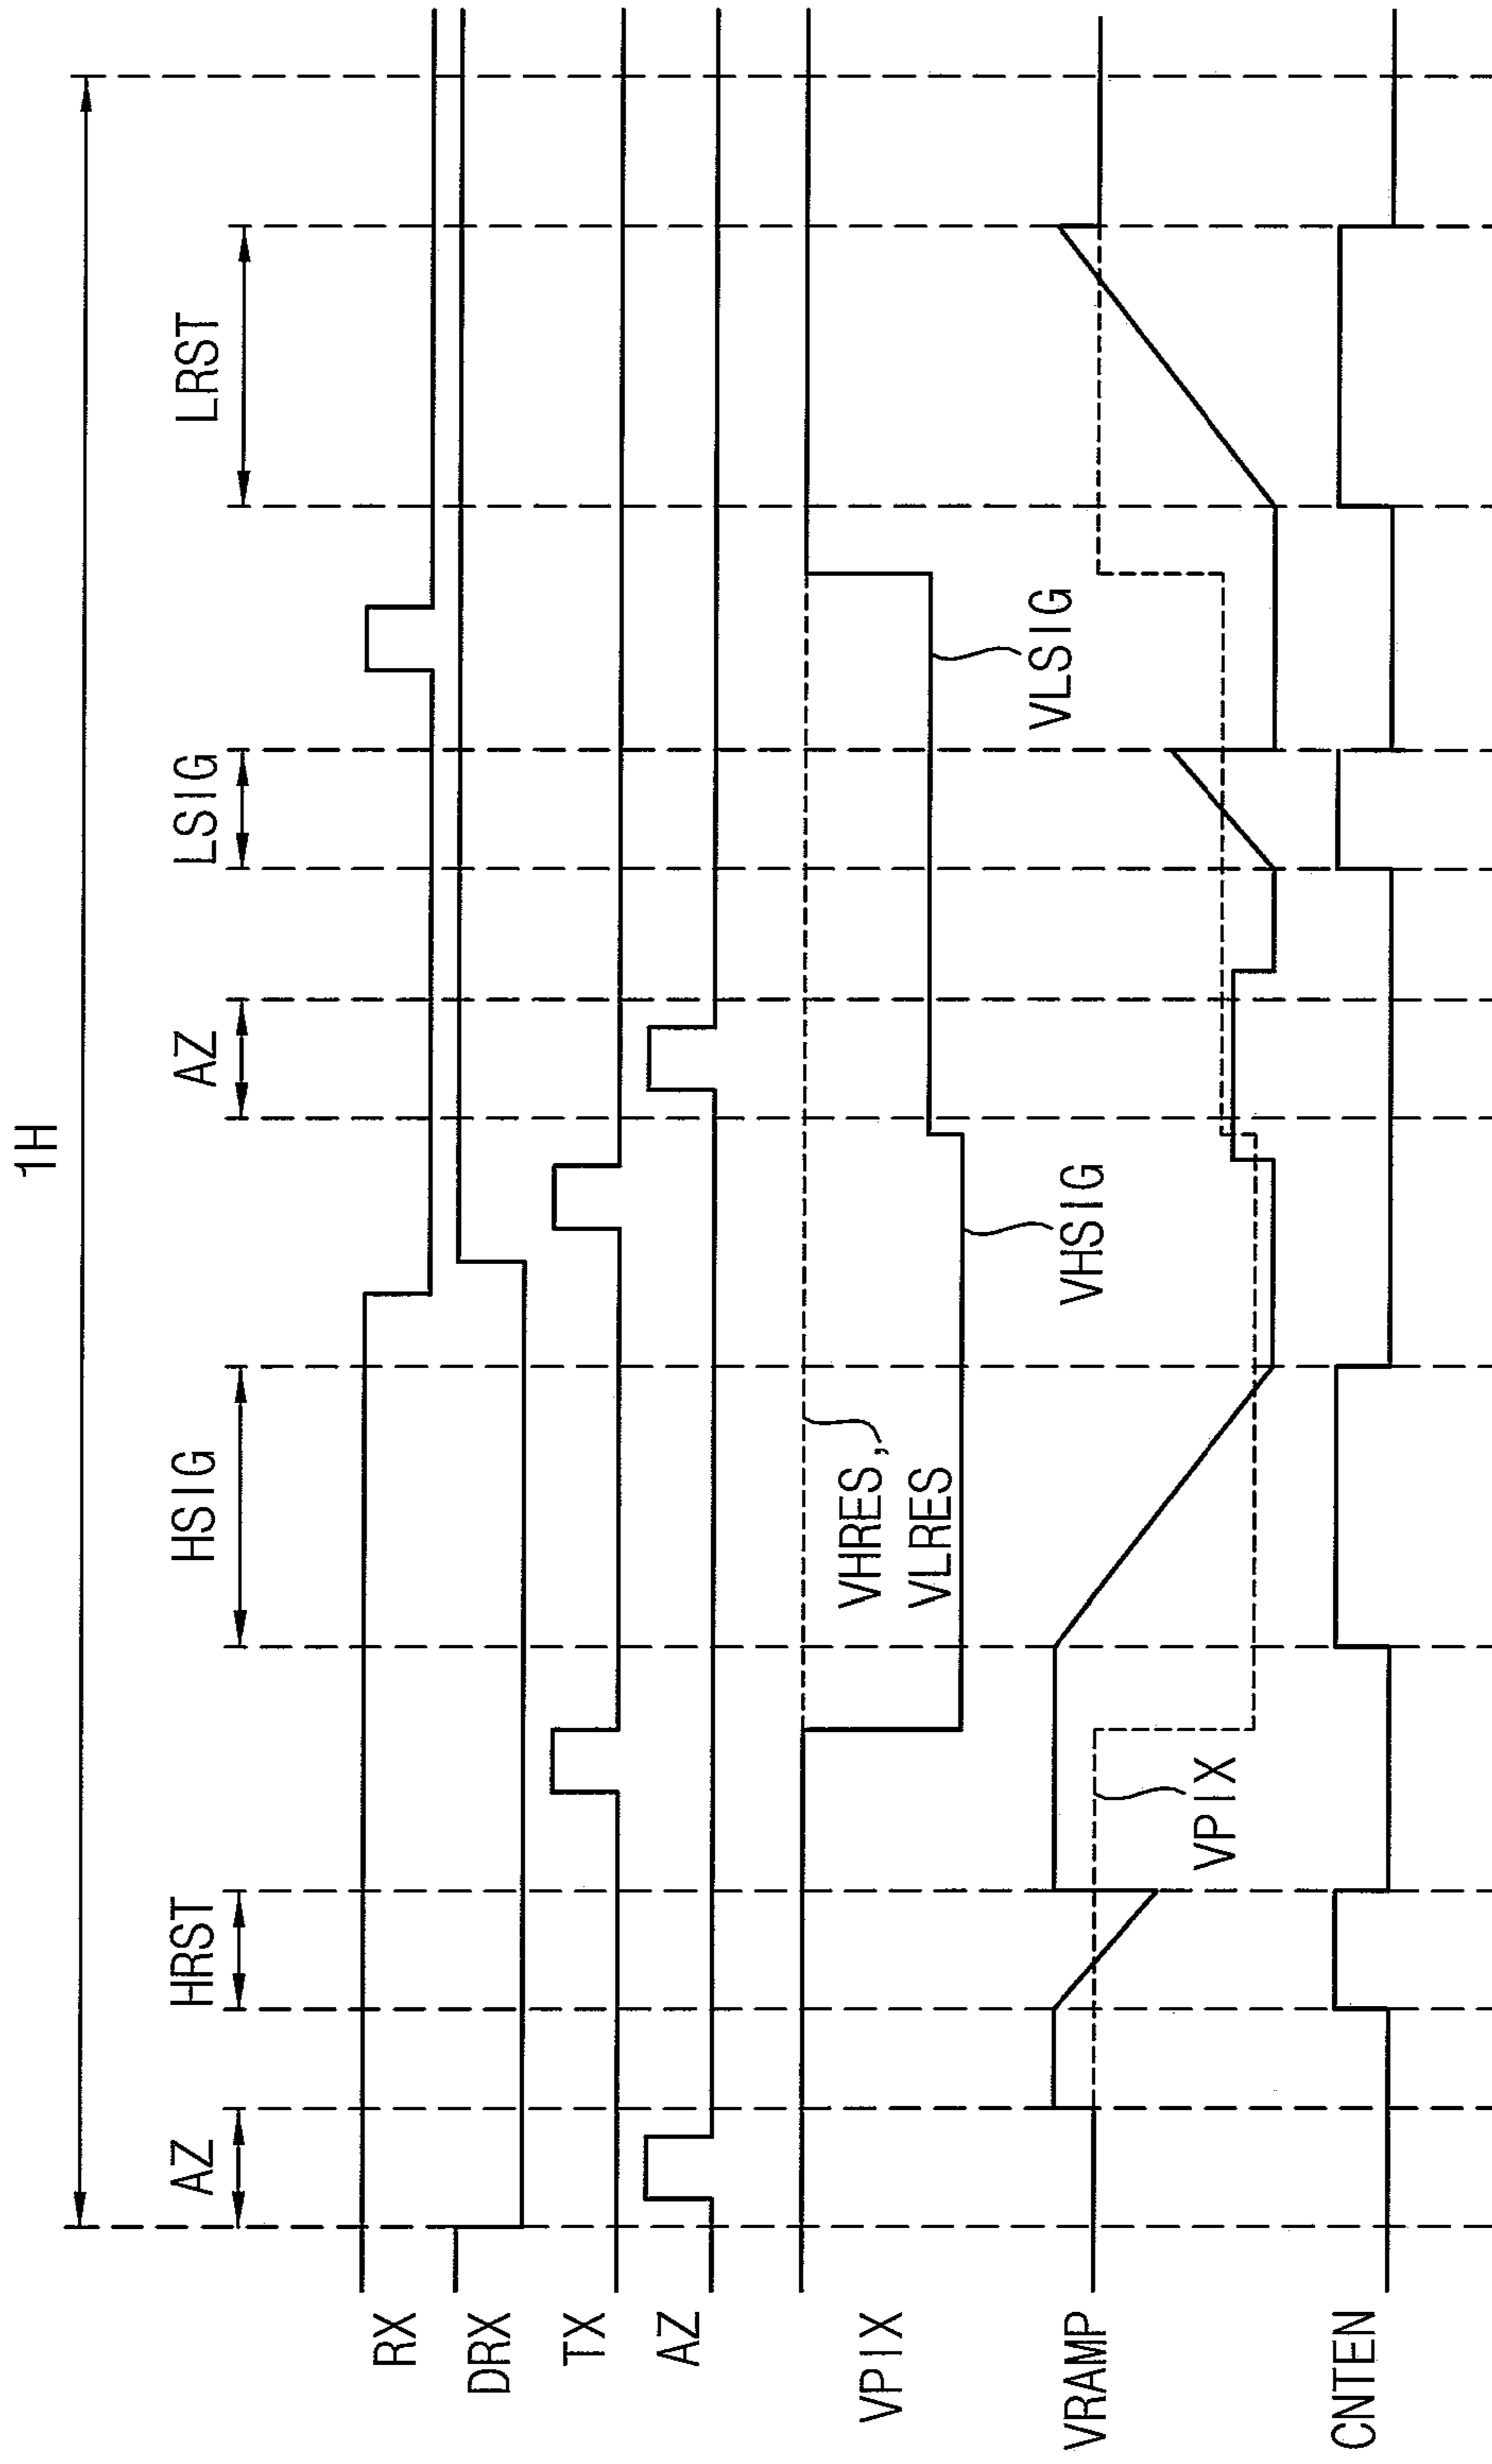 1H
AZ
HRST
HSIG
AZ
LSIG
LRST
RX
DRX
TX
AZ
VPIX
VHRES,
VLRES
VHSIG
VLSIG
VRAMP
VPIX
CNTEN